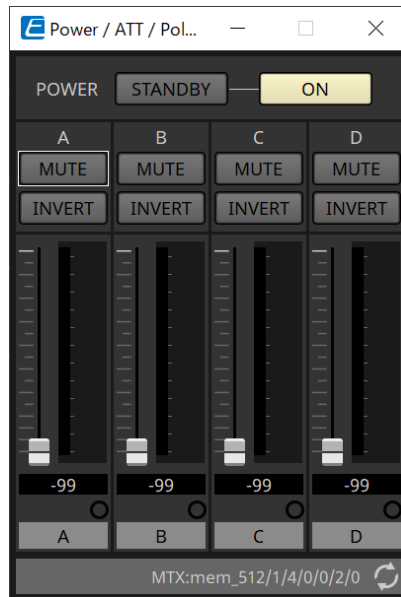 E Power / ATT / Pol...
POWER STANDBY ON
A B C D
MUTE MUTE MUTE MUTE
INVERT INVERT INVERT INVERT
-99 -99 -99 -99
A B C D
MTX:mem_512/1/4/0/0/2/0